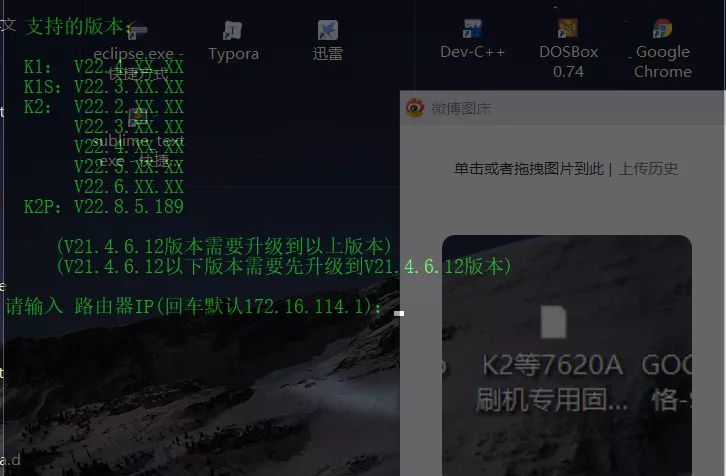 文
支持的版本:
eclipse.exe -
快捷方式
Typora
迅雷
Dev-C++
DOSBox
0.74
Google
Chrome
K1: V22.4.XX.XX
K1S: V22.3.XX.XX
K2: V22.2.XX.XX
V22.3.XX.XX
V22.4.XX.XX
V22.5.XX.XX
V22.6.XX.XX
K2P: V22.8.5.189
sublime_text
exe - 快捷...
(V21.4.6.12版本需要升级到以上版本)
(V21.4.6.12以下版本需要先升级到V21.4.6.12版本)
请输入 路由器IP(回车默认172.16.114.1):
微博图床
单击或者拖拽图片到此 | 上传历史
K2等7620A
刷机专用固...
GOC
恪-
a.d